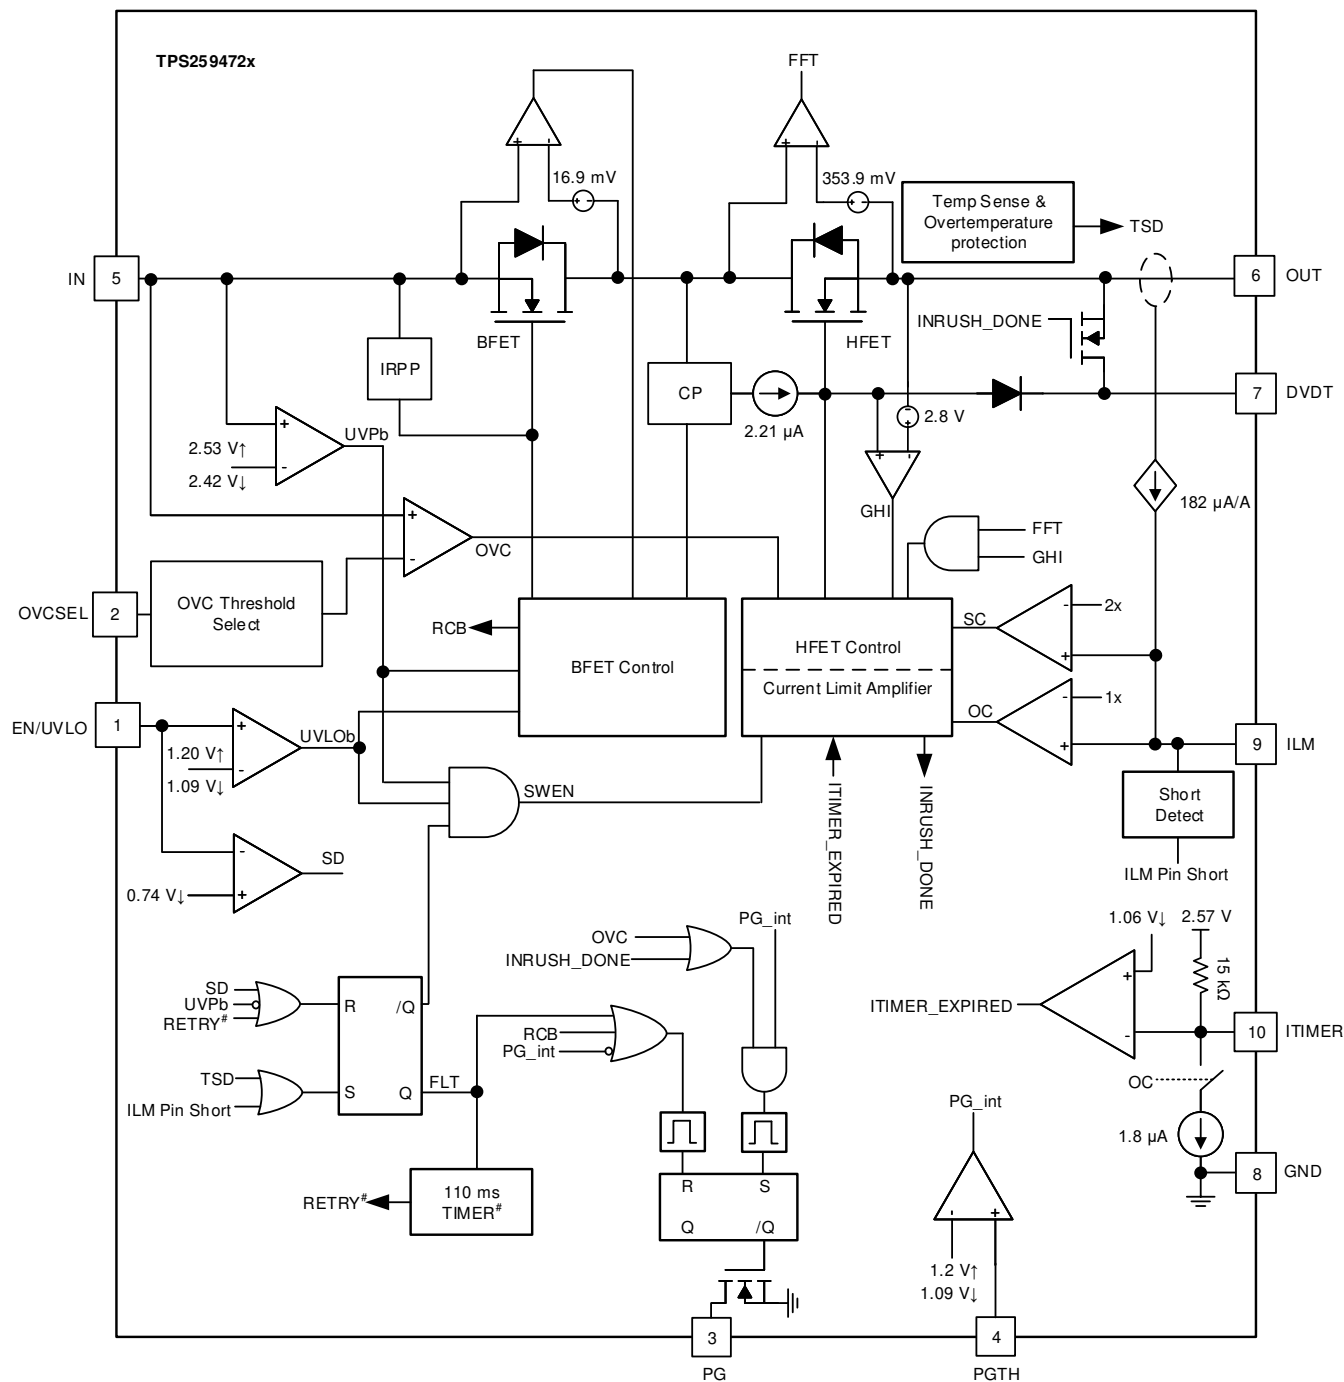 TPS259472x
FFT
16.9 mV
353.9 mV
Temp Sense &
Overtemperature
protection
TSD
IN
5
6
OUT
BFET
HFET
INRUSH_DONE
IRPP
CP
2.21 µA
2.8 V
7
DVDT
+
-
UVPb
2.53 V↑
2.42 V↓
182 µA/A
GHI
+
-
OVC
FFT
GHI
OVCSEL
2
OVC Threshold
Select
RCB
BFET Control
HFET Control
Current Limit Amplifier
SC
-
2x
+
OC
-
1x
+
EN/UVLO
1
+
-
UVLOb
1.20 V↑
1.09 V↓
9
ILM
SWEN
ITIMER_EXPIRED
INRUSH_DONE
Short
Detect
ILM Pin Short
-
+
SD
0.74 V↓
OVC
INRUSH_DONE
PG_int
1.06 V↓
2.57 V
15 kΩ
ITIMER_EXPIRED
+
-
10
ITIMER
SD
UVPb
RETRY#
R
/Q
RCB
PG_int
TSD
ILM Pin Short
S
Q
FLT
OC
1.8 µA
PG_int
8
GND
110 ms
TIMER#
RETRY#
R
S
Q
/Q
-
+
1.2 V↑
1.09 V↓
3
PG
4
PGTH